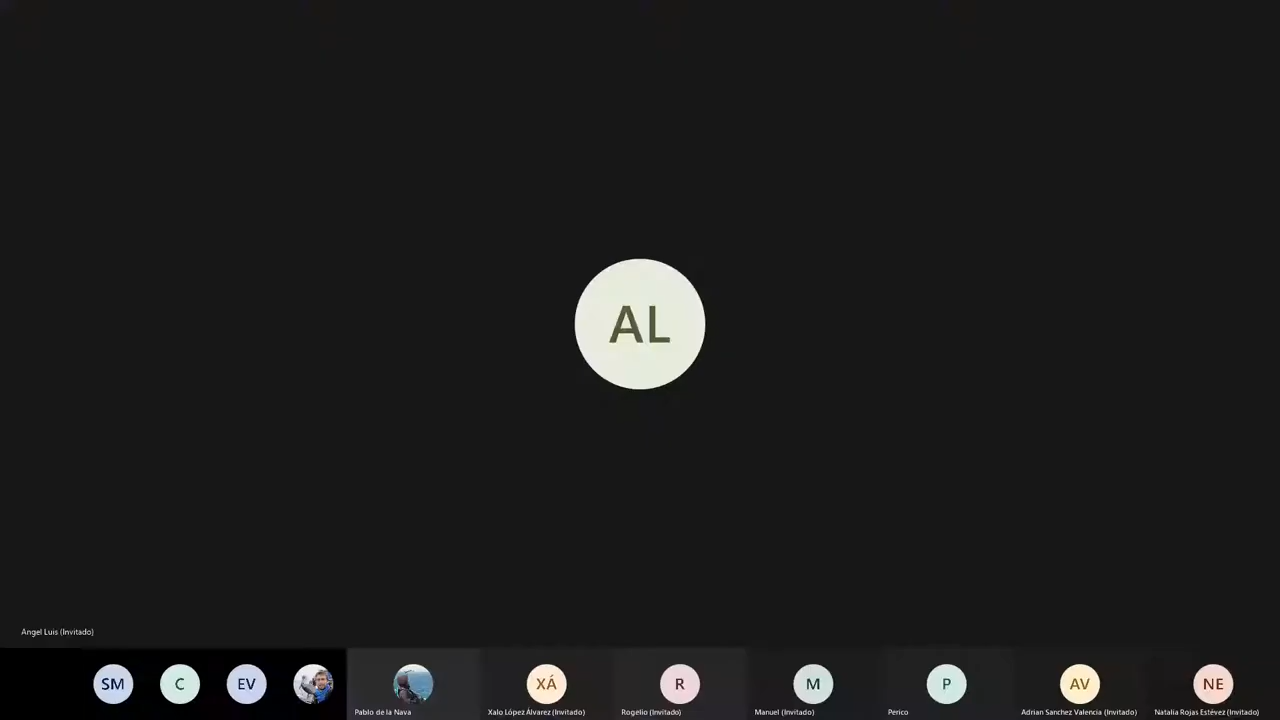 AL
Angel Luis (Invitado)
SM
C
EV
XÁ
R
M
P
AV
NE
Pablo de la Nava
Xalo López Álvarez (Invitado)
Rogelio (Invitado)
Manuel (Invitado)
Perico
Adrian Sanchez Valencia (Invitado)
Natalia Rojas Estévez (Invitado)